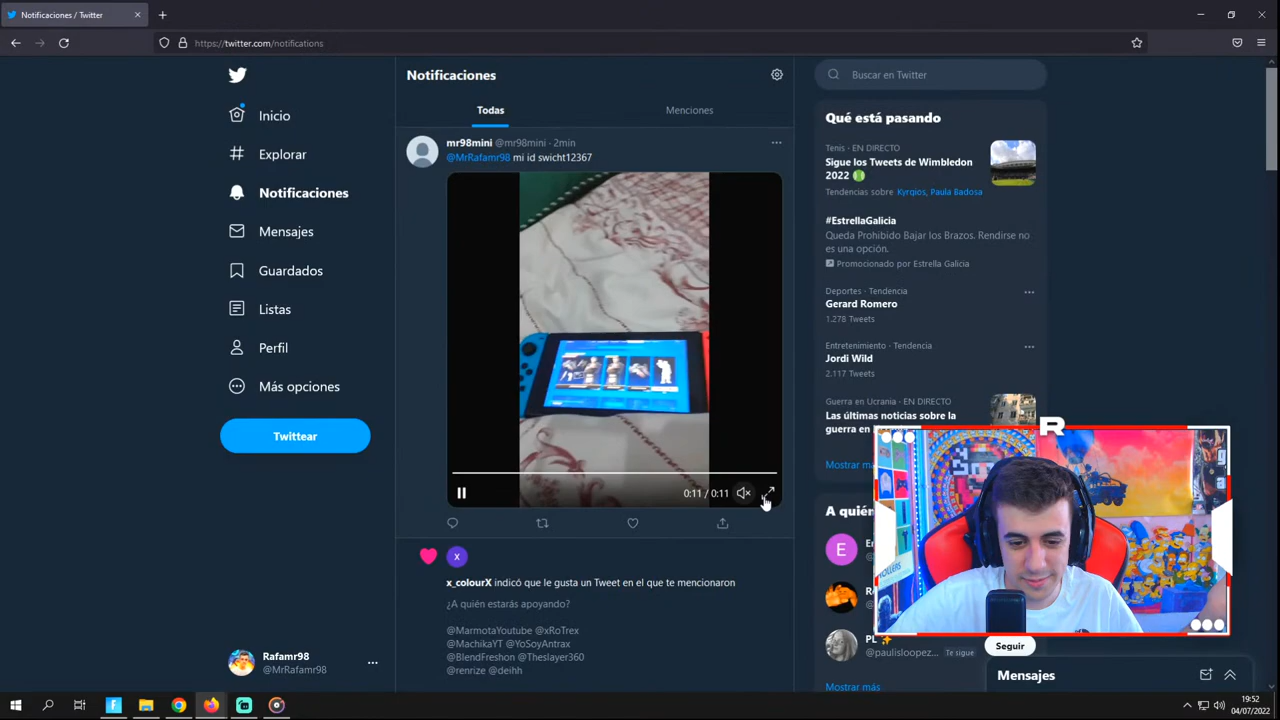 Notificaciones / Twitter
https://twitter.com/notifications
Inicio
Explorar
Notificaciones
Mensajes
Guardados
Listas
Perfil
Más opciones
Twittear
Rafamr98
@MrRafamr98
Notificaciones
Todas
Menciones
mr98mini @mr98mini · 2min
@MrRafamr98 mi id swicht12367
0:11 / 0:11
X
x_colourX indicó que le gusta un Tweet en el que te mencionaron
¿A quién estarás apoyando?
@MarmotaYoutube @xRoTrex
@MachikaYT @YoSoyAntrax
@BlendFreshon @Theslayer360
@renrize @deihh
Buscar en Twitter
Qué está pasando
Tenis · EN DIRECTO
Sigue los Tweets de Wimbledon
2022
Tendencias sobre Kyrgios, Paula Badosa
#EstrellaGalicia
Queda Prohibido Bajar los Brazos. Rendirse no
es una opción.
Promocionado por Estrella Galicia
Deportes · Tendencia
Gerard Romero
1.278 Tweets
Entretenimiento · Tendencia
Jordi Wild
2.117 Tweets
Guerra en Ucrania · EN DIRECTO
Las últimas noticias sobre la
guerra en
Mostrar
A quié
E
PL
@paulisloopez... Te sigue
Seguir
Mostrar más
Mensajes
R
19:52
04/07/2022